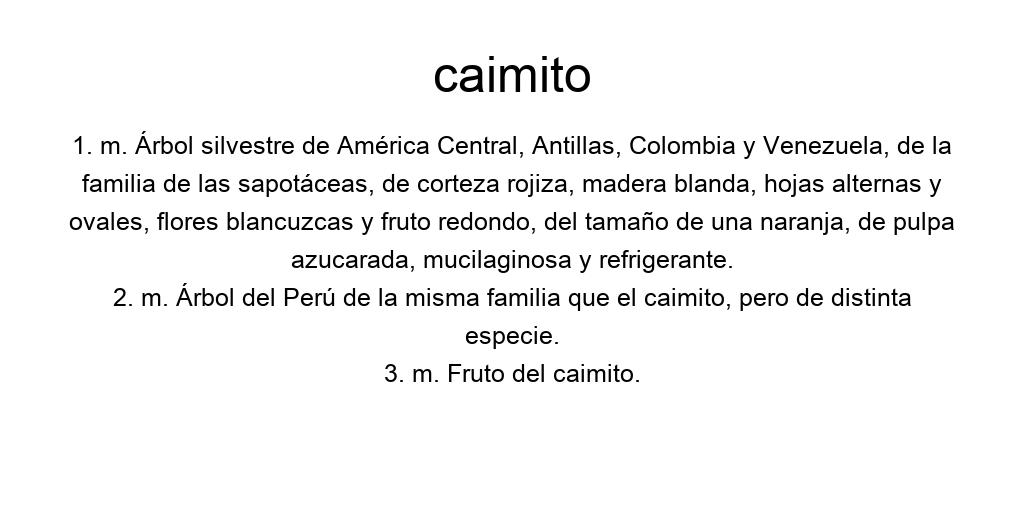 caimito
1. m. Árbol silvestre de América Central, Antillas, Colombia y Venezuela, de la
familia de las sapotáceas, de corteza rojiza, madera blanda, hojas alternas y
ovales, flores blancuzcas y fruto redondo, del tamaño de una naranja, de pulpa
azucarada, mucilaginosa y refrigerante.
2. m. Árbol del Perú de la misma familia que el caimito, pero de distinta
especie.
3. m. Fruto del caimito.